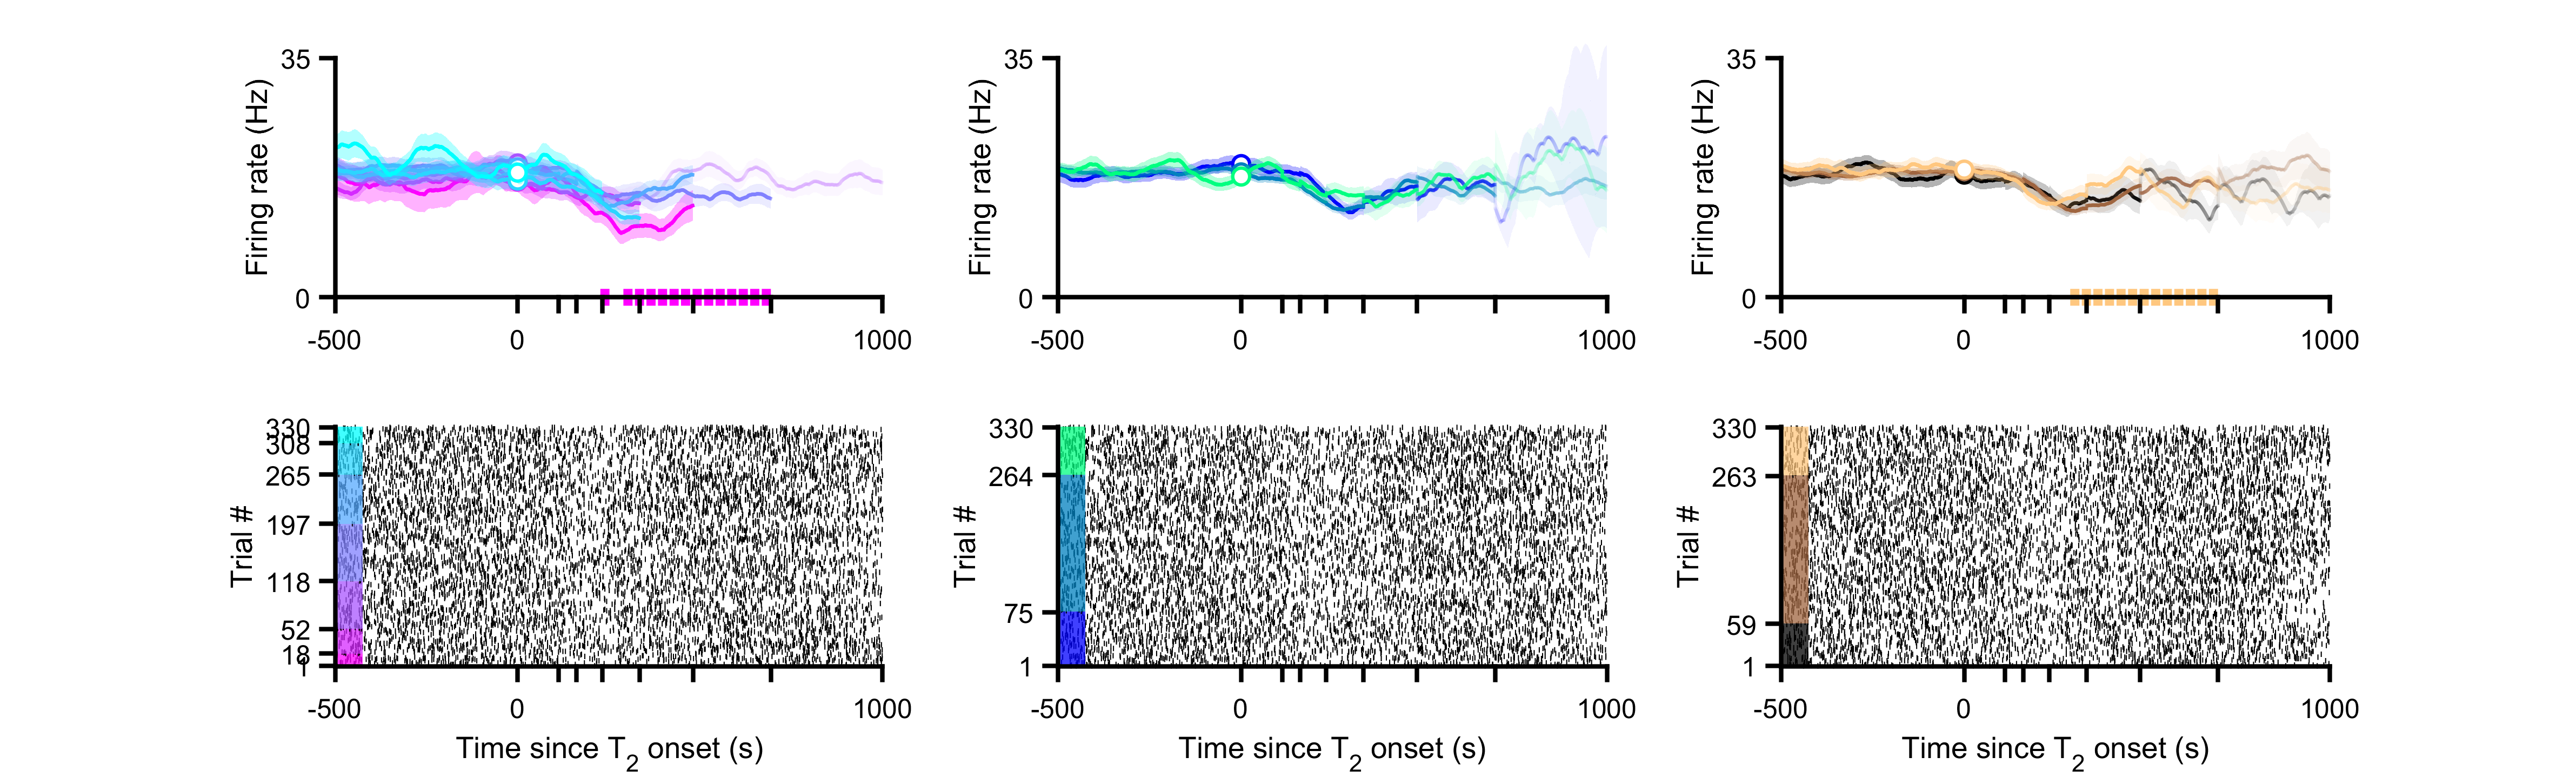 35
Firing rate (Hz)
0
-500 0 1000
35
Firing rate (Hz)
0
-500 0 1000
35
Firing rate (Hz)
0
-500 0 1000
330
308
265
197
118
52
18
1
Trial #
-500 0 1000
Time since T2 onset (s)
330
264
75
1
Trial #
-500 0 1000
Time since T2 onset (s)
330
263
59
1
Trial #
-500 0 1000
Time since T2 onset (s)